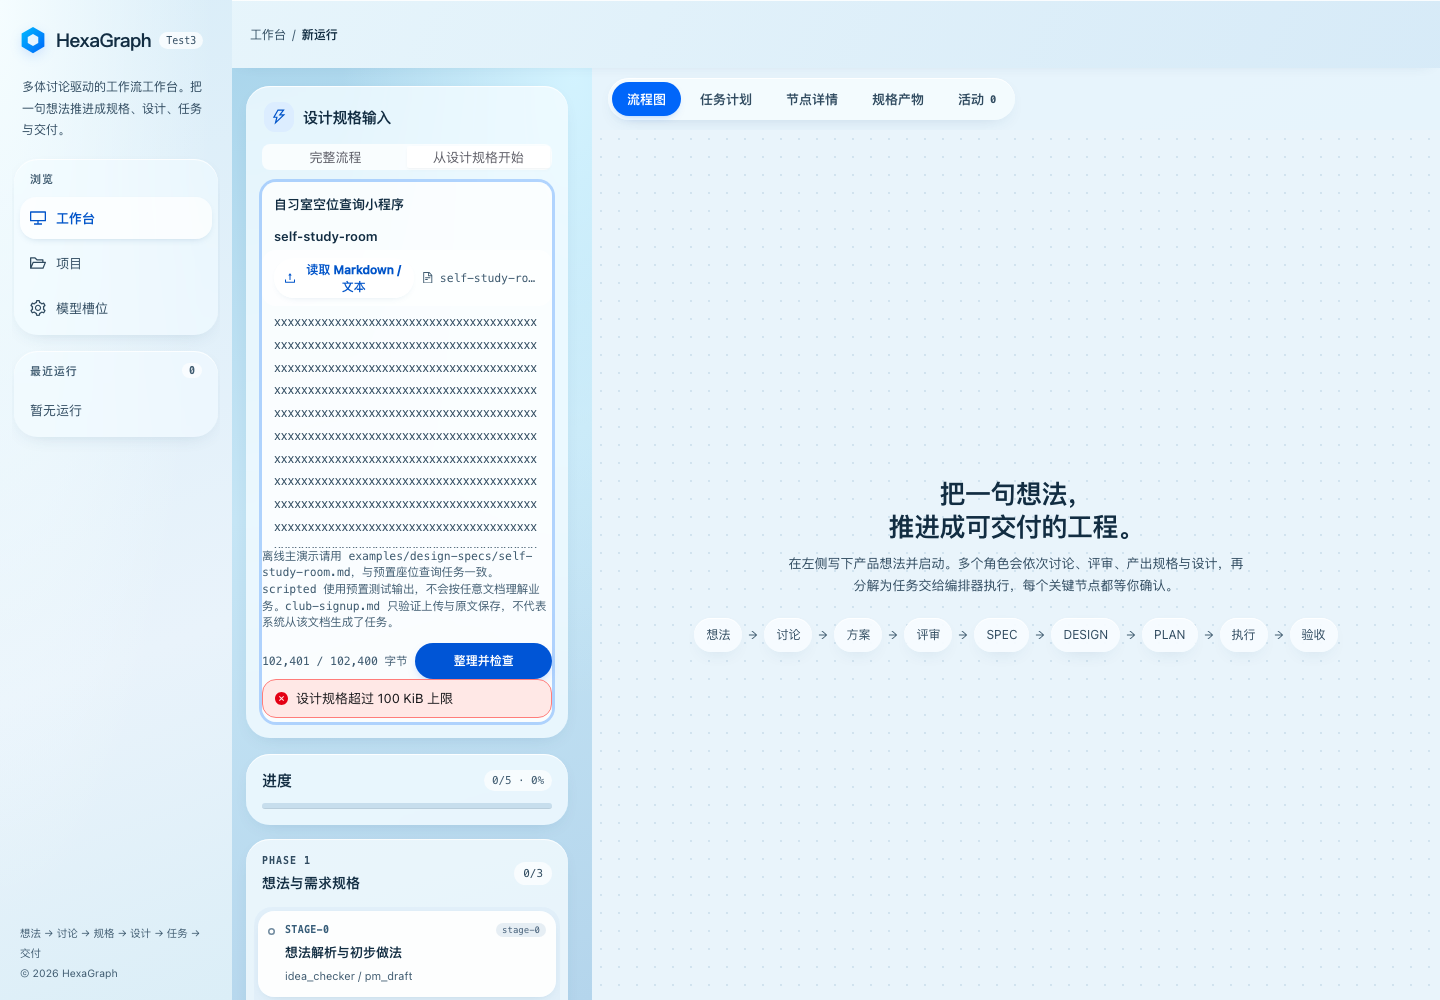 HexaGraph Test3
多体讨论驱动的工作流工作台。把
一句想法推进成规格、设计、任务
与交付。
浏览
工作台
项目
模型槽位
最近运行 0
暂无运行
想法 → 讨论 → 规格 → 设计 → 任务 →
交付
© 2026 HexaGraph
工作台 / 新运行
设计规格输入
完整流程 从设计规格开始
自习室空位查询小程序
self-study-room
读取 Markdown /
文本
self-study-ro…
xxxxxxxxxxxxxxxxxxxxxxxxxxxxxxxxxxxxxxx
xxxxxxxxxxxxxxxxxxxxxxxxxxxxxxxxxxxxxxx
xxxxxxxxxxxxxxxxxxxxxxxxxxxxxxxxxxxxxxx
xxxxxxxxxxxxxxxxxxxxxxxxxxxxxxxxxxxxxxx
xxxxxxxxxxxxxxxxxxxxxxxxxxxxxxxxxxxxxxx
xxxxxxxxxxxxxxxxxxxxxxxxxxxxxxxxxxxxxxx
xxxxxxxxxxxxxxxxxxxxxxxxxxxxxxxxxxxxxxx
xxxxxxxxxxxxxxxxxxxxxxxxxxxxxxxxxxxxxxx
xxxxxxxxxxxxxxxxxxxxxxxxxxxxxxxxxxxxxxx
xxxxxxxxxxxxxxxxxxxxxxxxxxxxxxxxxxxxxxx
离线主演示请用 examples/design-specs/self-
study-room.md，与预置座位查询任务一致。
scripted 使用预置测试输出，不会按任意文档理解业
务。club-signup.md 只验证上传与原文保存，不代表
系统从该文档生成了任务。
102,401 / 102,400 字节 整理并检查
设计规格超过 100 KiB 上限
进度 0/5 · 0%
PHASE 1
想法与需求规格 0/3
STAGE-0 stage-0
想法解析与初步做法
idea_checker / pm_draft
流程图 任务计划 节点详情 规格产物 活动 0
把一句想法，
推进成可交付的工程。
在左侧写下产品想法并启动。多个角色会依次讨论、评审、产出规格与设计，再
分解为任务交给编排器执行，每个关键节点都等你确认。
想法 → 讨论 → 方案 → 评审 → SPEC → DESIGN → PLAN → 执行 → 验收